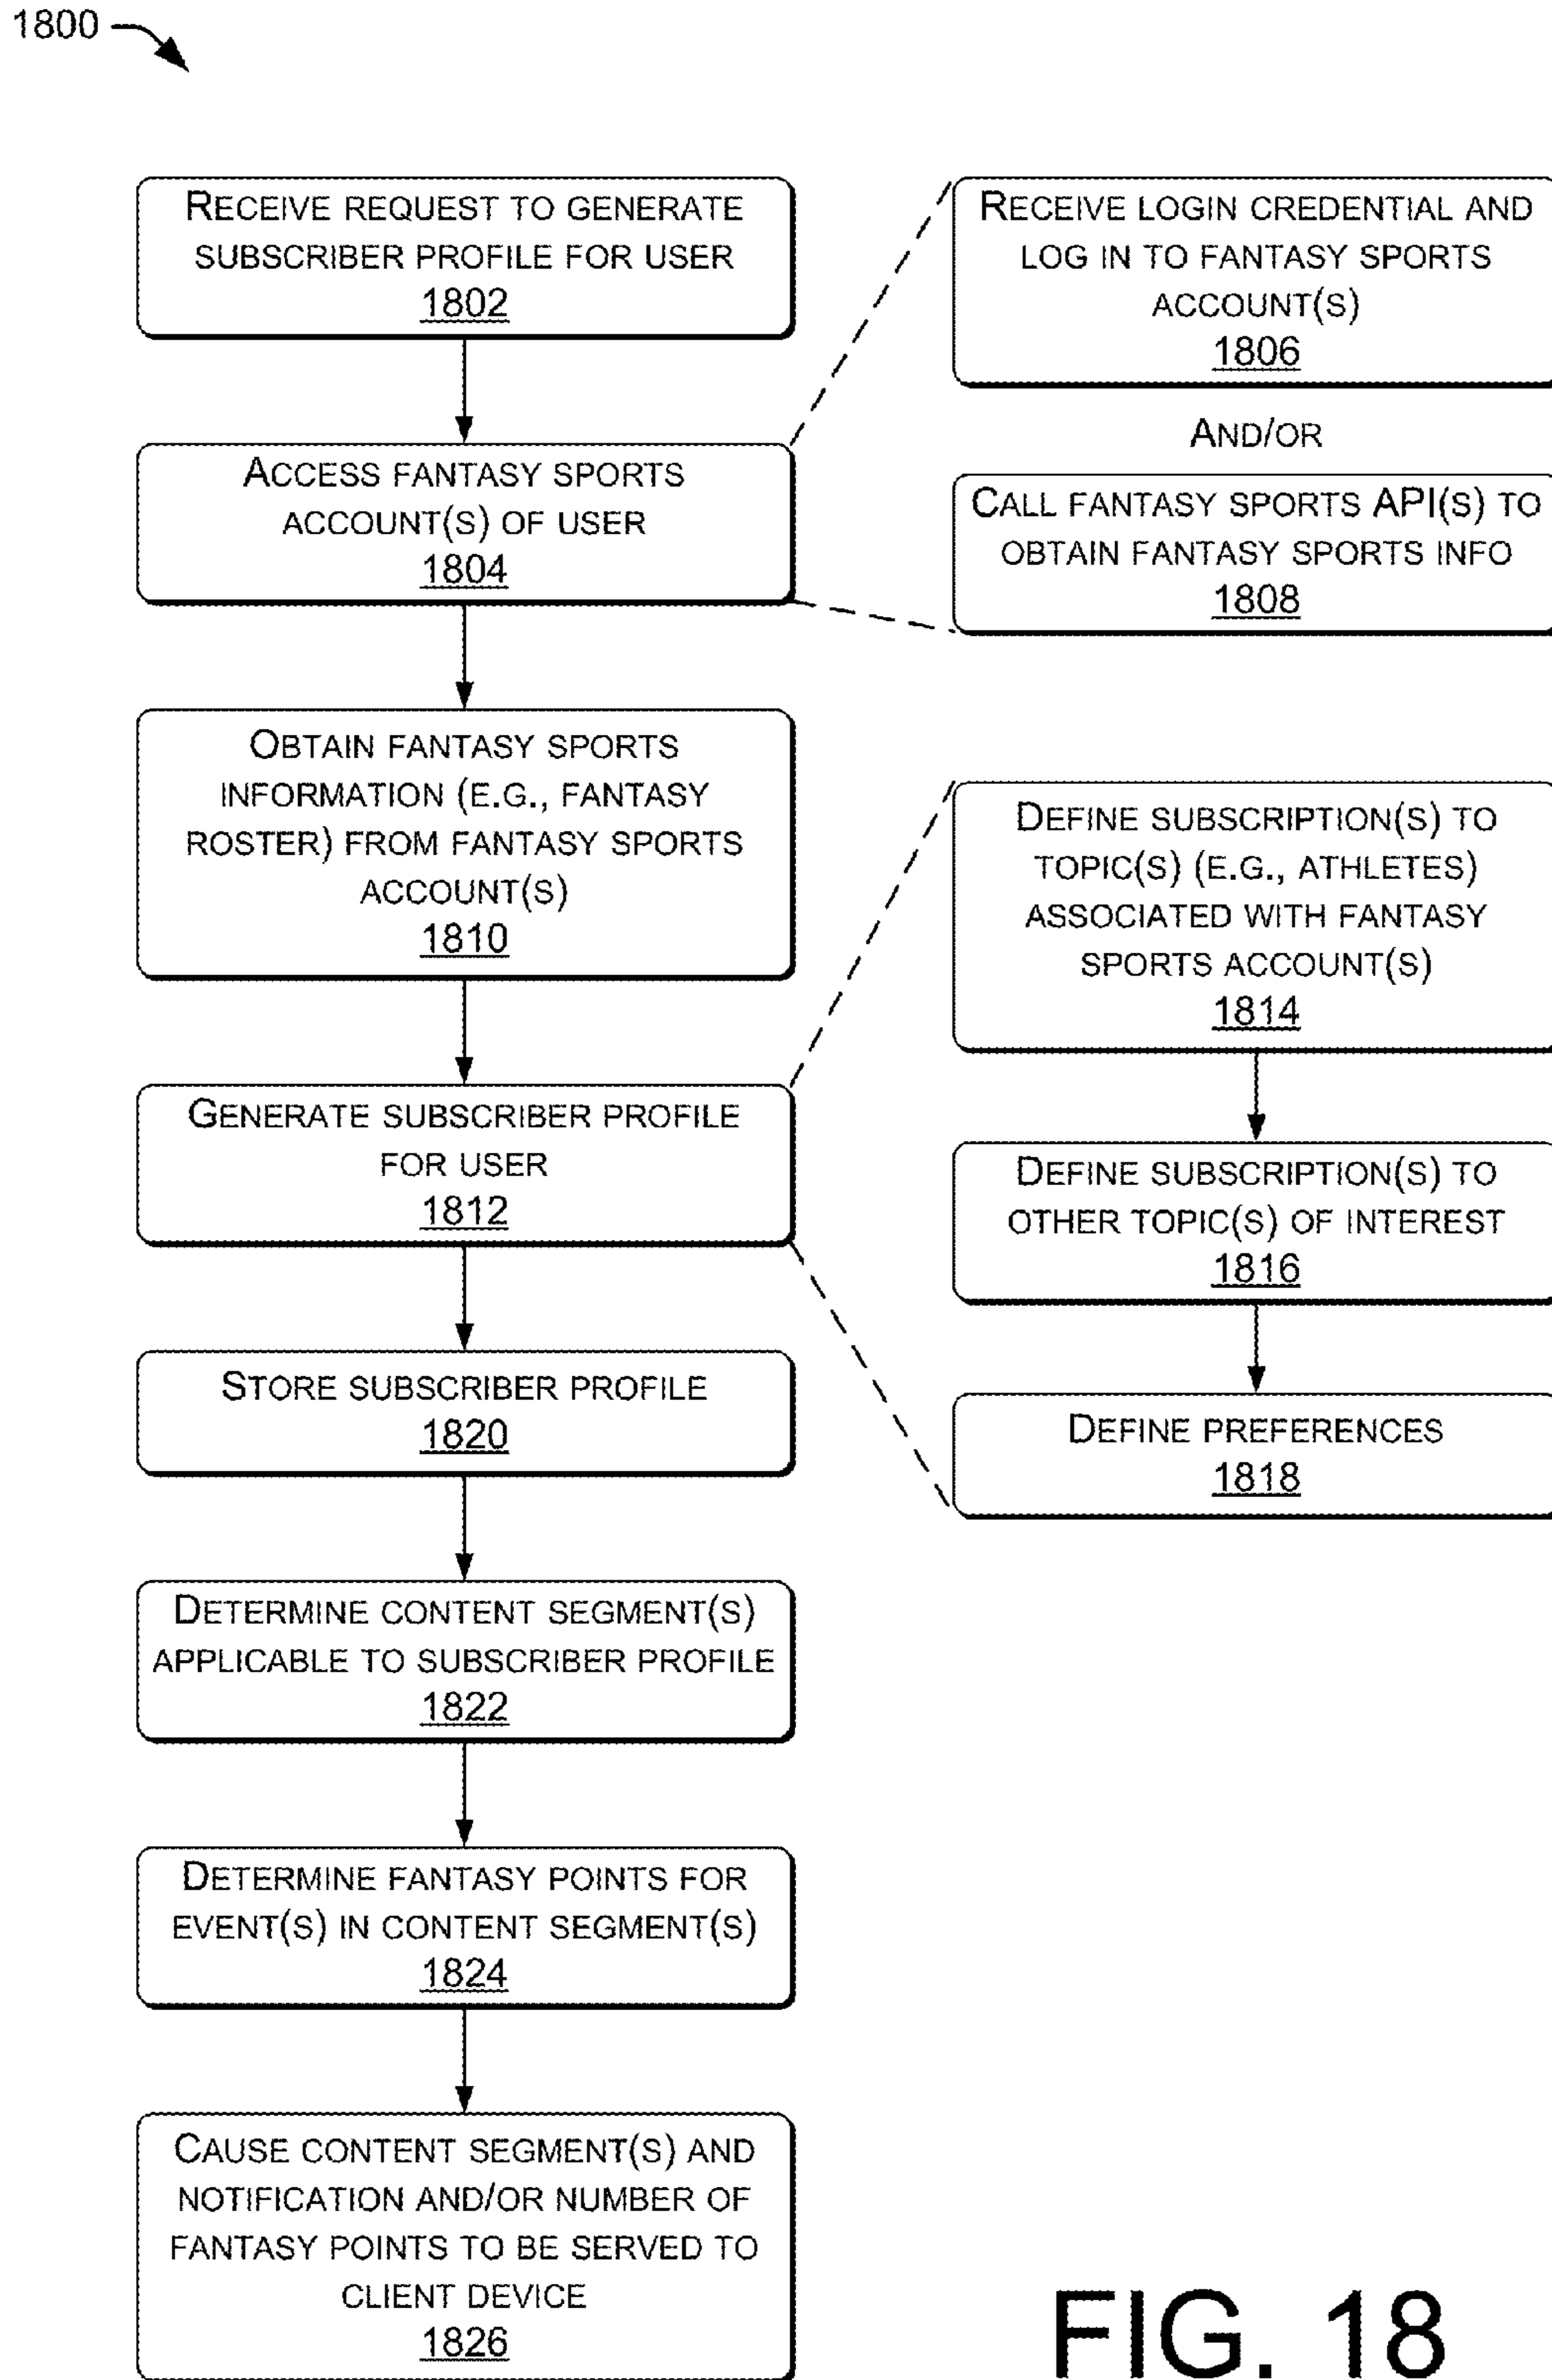 1800
RECEIVE REQUEST TO GENERATE
SUBSCRIBER PROFILE FOR USER
1802
ACCESS FANTASY SPORTS
ACCOUNT(S) OF USER
1804
RECEIVE LOGIN CREDENTIAL AND
LOG IN TO FANTASY SPORTS
ACCOUNT(S)
1806
AND/OR
CALL FANTASY SPORTS API(S) TO
OBTAIN FANTASY SPORTS INFO
1808
OBTAIN FANTASY SPORTS
INFORMATION (E.G., FANTASY
ROSTER) FROM FANTASY SPORTS
ACCOUNT(S)
1810
GENERATE SUBSCRIBER PROFILE
FOR USER
1812
DEFINE SUBSCRIPTION(S) TO
TOPIC(S) (E.G., ATHLETES)
ASSOCIATED WITH FANTASY
SPORTS ACCOUNT(S)
1814
DEFINE SUBSCRIPTION(S) TO
OTHER TOPIC(S) OF INTEREST
1816
DEFINE PREFERENCES
1818
STORE SUBSCRIBER PROFILE
1820
DETERMINE CONTENT SEGMENT(S)
APPLICABLE TO SUBSCRIBER PROFILE
1822
DETERMINE FANTASY POINTS FOR
EVENT(S) IN CONTENT SEGMENT(S)
1824
CAUSE CONTENT SEGMENT(S) AND
NOTIFICATION AND/OR NUMBER OF
FANTASY POINTS TO BE SERVED TO
CLIENT DEVICE
1826
FIG. 18